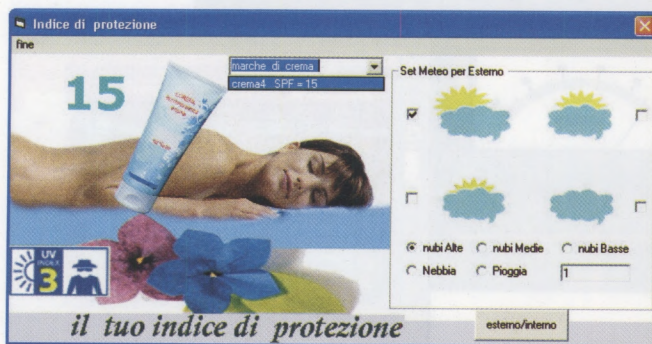 Indice di protezione
fine
marche di crema
crema4 SPF = 15
15
Set Meteo per Esterno
nubi Alte
nubi Medie
nubi Basse
Nebbia
Pioggia
1
UV
INDEX
3
il tuo indice di protezione
esterno/interno